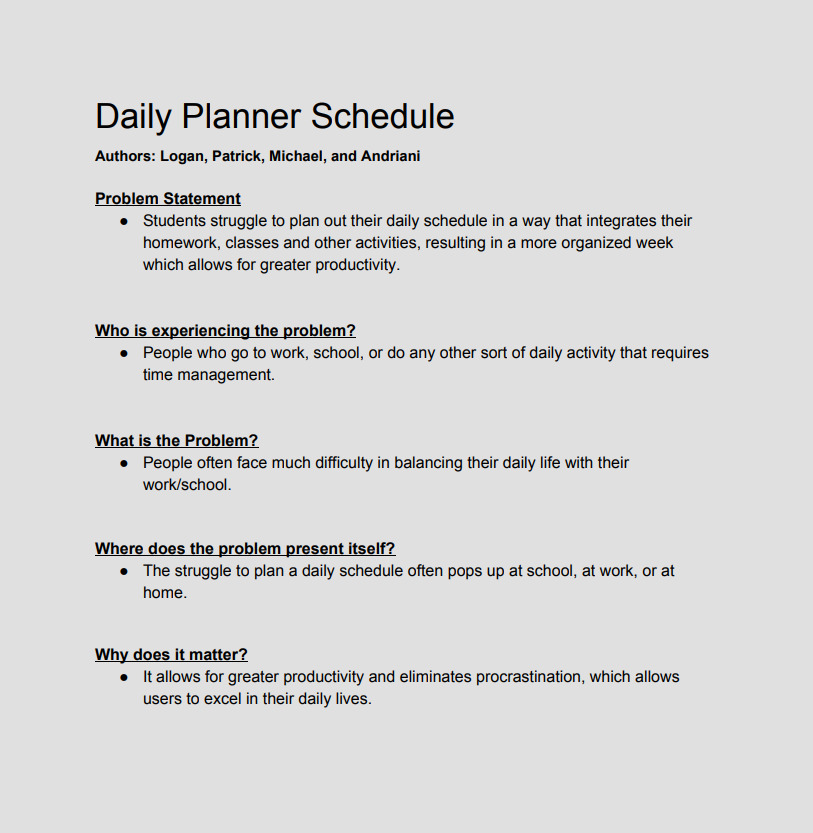 Daily Planner Schedule
Authors: Logan, Patrick, Michael, and Andriani
Problem Statement
● Students struggle to plan out their daily schedule in a way that integrates their
homework, classes and other activities, resulting in a more organized week
which allows for greater productivity.
Who is experiencing the problem?
● People who go to work, school, or do any other sort of daily activity that requires
time management.
What is the Problem?
● People often face much difficulty in balancing their daily life with their
work/school.
Where does the problem present itself?
● The struggle to plan a daily schedule often pops up at school, at work, or at
home.
Why does it matter?
● It allows for greater productivity and eliminates procrastination, which allows
users to excel in their daily lives.